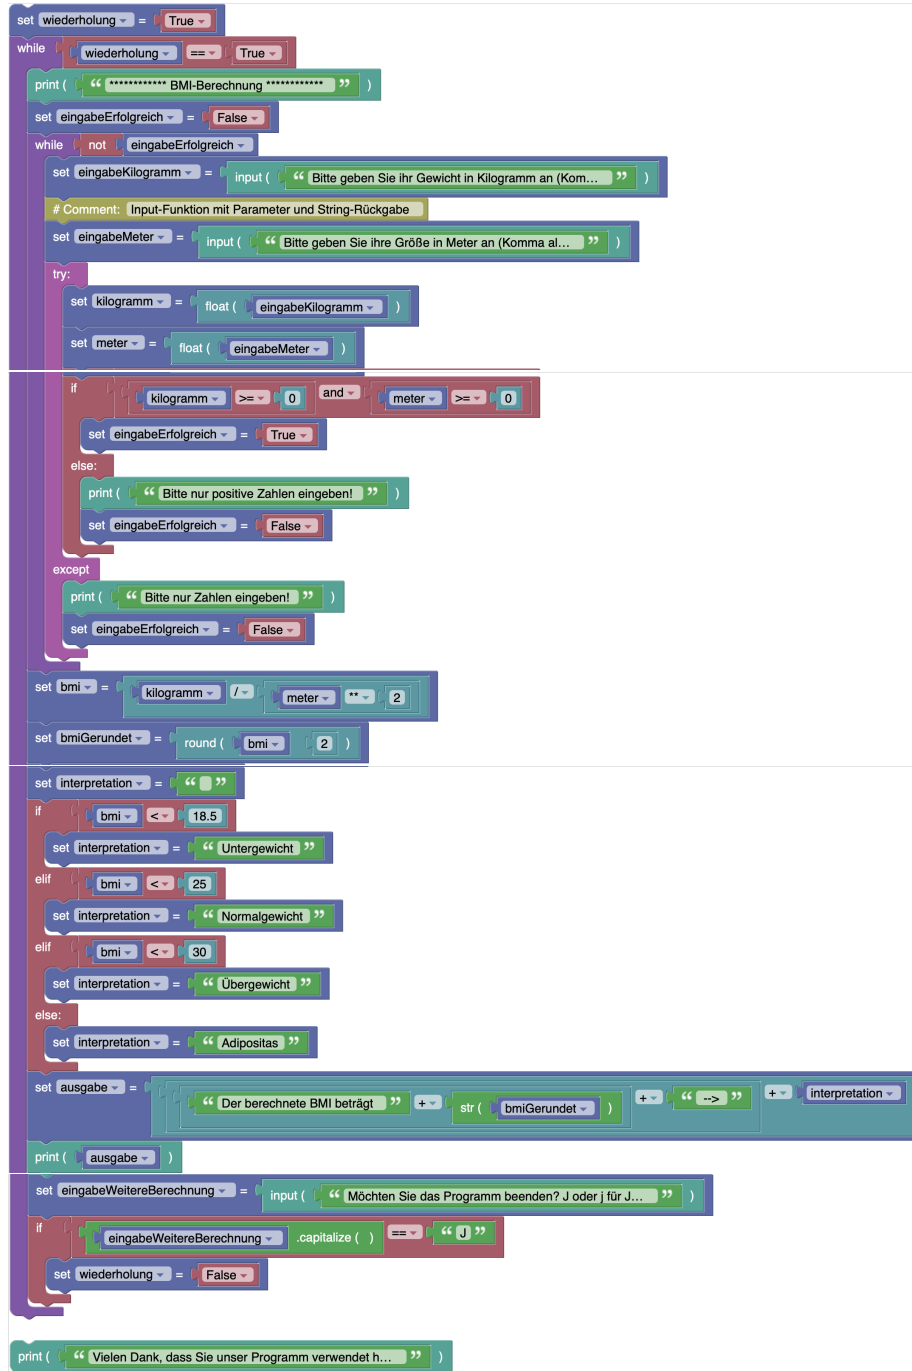 set wiederholung = True
while wiederholung == True
print ( “ ************ BMI-Berechnung ************ ” )
set eingabeErfolgreich = False
while not eingabeErfolgreich
set eingabeKilogramm = input ( “ Bitte geben Sie ihr Gewicht in Kilogramm an (Kom... ” )
# Comment: Input-Funktion mit Parameter und String-Rückgabe
set eingabeMeter = input ( “ Bitte geben Sie ihre Größe in Meter an (Komma al... ” )
try:
set kilogramm = float ( eingabeKilogramm )
set meter = float ( eingabeMeter )
if kilogramm >= 0 and meter >= 0
set eingabeErfolgreich = True
else:
print ( “ Bitte nur positive Zahlen eingeben! ” )
set eingabeErfolgreich = False
except
print ( “ Bitte nur Zahlen eingeben! ” )
set eingabeErfolgreich = False
set bmi = kilogramm / meter ** 2
set bmiGerundet = round ( bmi 2 )
set interpretation = “ ”
if bmi < 18.5
set interpretation = “ Untergewicht ”
elif bmi < 25
set interpretation = “ Normalgewicht ”
elif bmi < 30
set interpretation = “ Übergewicht ”
else:
set interpretation = “ Adipositas ”
set ausgabe = “ Der berechnete BMI beträgt ” + str ( bmiGerundet ) + “ --> ” + interpretation
print ( ausgabe )
set eingabeWeitereBerechnung = input ( “ Möchten Sie das Programm beenden? J oder j für J... ” )
if eingabeWeitereBerechnung .capitalize ( ) == “ J ”
set wiederholung = False
print ( “ Vielen Dank, dass Sie unser Programm verwendet h... ” )